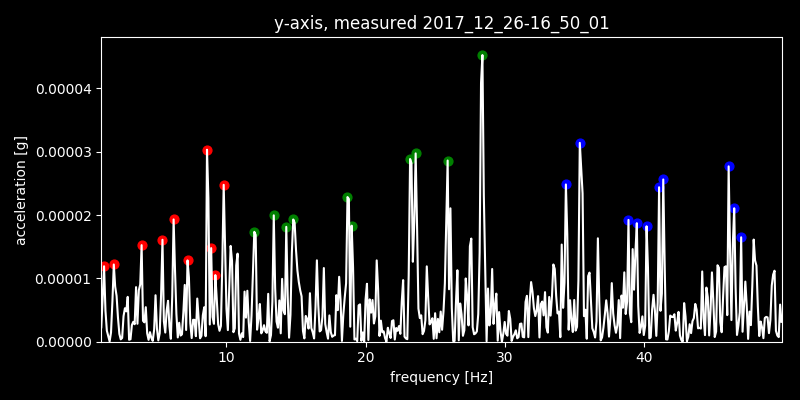 y-axis, measured 2017_12_26-16_50_01
acceleration [g]
0.00004
0.00003
0.00002
0.00001
0.00000
10 20 30 40
frequency [Hz]